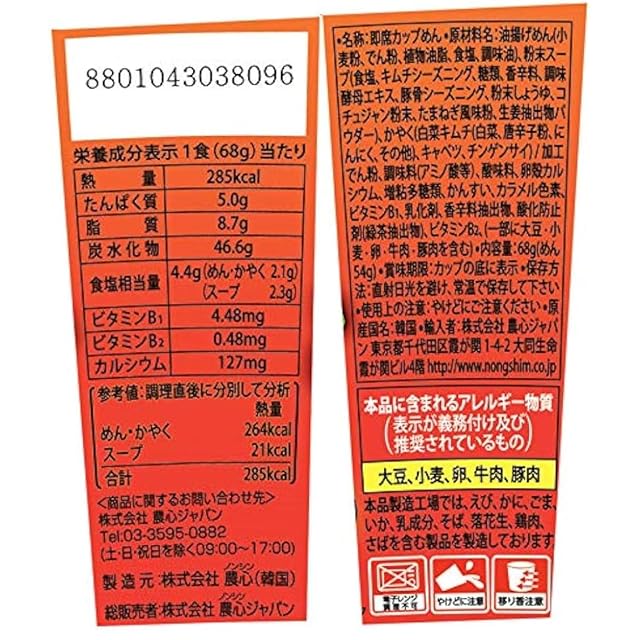 8801043038096
栄養成分表示 1食(68g)当たり
熱 量 285kcal
たんぱく質 5.0g
脂 質 8.7g
炭水化物 46.6g
食塩相当量 4.4g(めん・かやく 2.1g)
(スープ 2.3g)
ビタミンB1 4.48mg
ビタミンB2 0.48mg
カルシウム 127mg
参考値:調理直後に分別して分析
熱量
めん・かやく 264kcal
スープ 21kcal
合計 285kcal
<商品に関するお問い合わせ先>
株式会社 農心ジャパン
TEL 03-3595-0882
(土・日・祝日を除く09:00~17:00)
ノンシン
製造元:株式会社 農心(韓国)
ノンシン
総販売者:株式会社 農心ジャパン
•名称:即席カップめん•原材料名:油揚げめん(小
麦粉、でん粉、植物油脂、食塩、調味油)、粉末スー
プ(食塩、キムチシーズニング、糖類、香辛料、調味
酵母エキス、豚骨シーズニング、粉末しょうゆ、コ
チュジャン粉末、たまねぎ風味粉、生姜抽出物パ
ウダー)、かやく(白菜キムチ(白菜、唐辛子粉、に
んにく、その他)、キャベツ、チンゲンサイ)/加工
でん粉、調味料(アミノ酸等)、酸味料、卵殻カル
シウム、増粘多糖類、かんすい、カラメル色素、
ビタミンB1、乳化剤、香辛料抽出物、酸化防止
剤(緑茶抽出物)、ビタミンB2、(一部に大豆・小
麦・卵・牛肉・豚肉を含む)•内容量:68g(めん
54g)•賞味期限:カップの底に表示•保存方
法:直射日光を避け、常温で保存して下さい
•使用上の注意:やけどにご注意ください•原
産国名:韓国•輸入者:株式会社 農心ジャパ
ン 東京都千代田区霞が関 1-4-2 大同生命
霞が関ビル4階 http://www.nongshim.co.jp
本品に含まれるアレルギー物質
(表示が義務付け及び
推奨されているもの)
大豆、小麦、卵、牛肉、豚肉
本品製造工場では、えび、かに、ごま、
いか、乳成分、そば、落花生、鶏肉、
さばを含む製品を製造しております。
電子レンジ
調理不可
やけどに注意
移り香注意